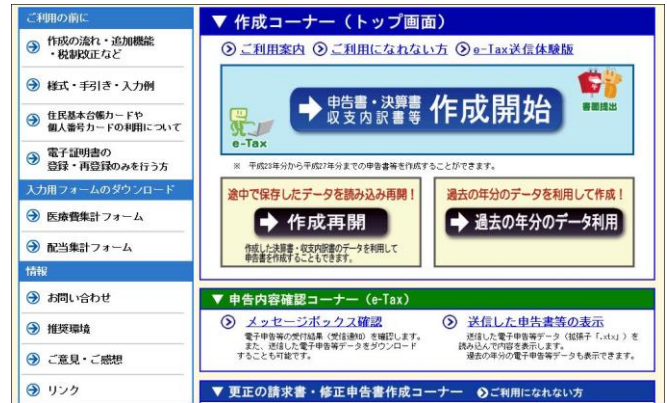 ご利用の前に
作成の流れ・追加機能
・税制改正など
様式・手引き・入力例
住民基本台帳カードや
個人番号カードの利用について
電子証明書の
登録・再登録のみを行う方
入力用フォームのダウンロード
医療費集計フォーム
配当集計フォーム
情報
お問い合わせ
推奨環境
ご意見・ご感想
リンク
▼ 作成コーナー（トップ画面）
ご利用案内 ご利用になれない方 e-Tax送信体験版
e-Tax
申告書・決算書
収支内訳書等 作成開始
書面提出
※ 平成23年分から平成27年分までの申告書等を作成することができます。
途中で保存したデータを読み込み再開！
作成再開
作成した決算書・収支内訳書のデータを利用して
申告書を作成することもできます。
過去の年分のデータを利用して作成！
過去の年分のデータ利用
▼ 申告内容確認コーナー（e-Tax）
メッセージボックス確認
電子申告等の受付結果（受信通知）を確認します。
また、送信した電子申告等データをダウンロード
することも可能です。
送信した申告書等の表示
送信した電子申告等データ（拡張子「.xtx」）を
読み込んで内容を表示します。
過去の年分の電子申告等データも表示できます。
▼ 更正の請求書・修正申告書作成コーナー ご利用になれない方